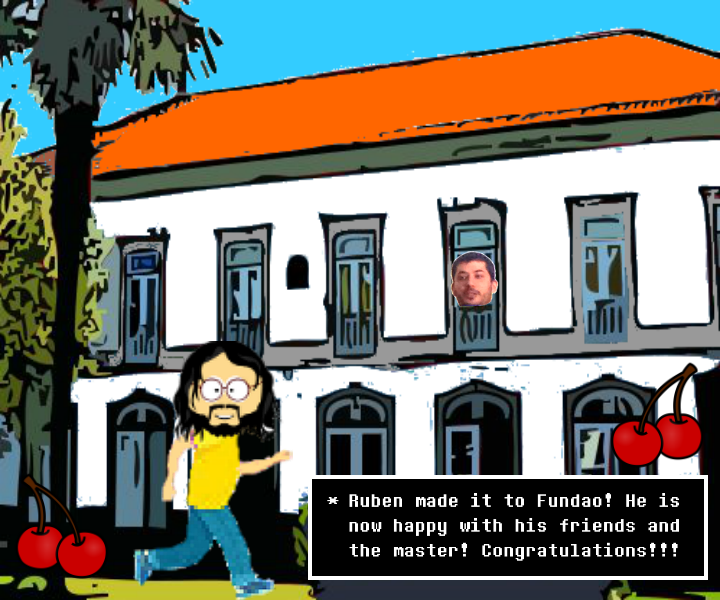 * Ruben made it to Fundao! He is
now happy with his friends and
the master! Congratulations!!!